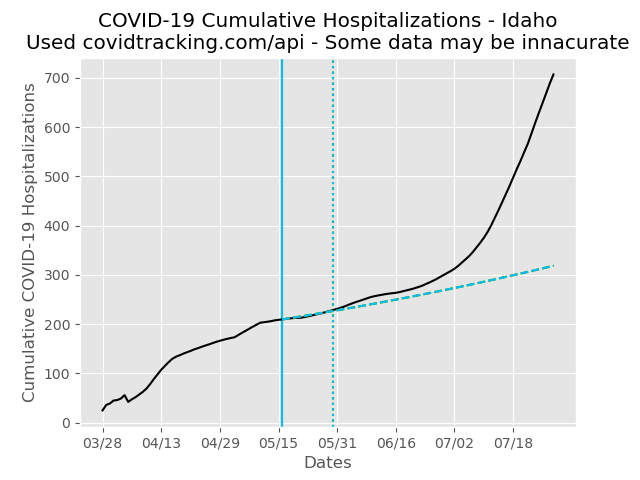 COVID-19 Cumulative Hospitalizations - Idaho
Used covidtracking.com/api - Some data may be innacurate
Cumulative COVID-19 Hospitalizations
700
600
500
400
300
200
100
0
03/28 04/13 04/29 05/15 05/31 06/16 07/02 07/18
Dates